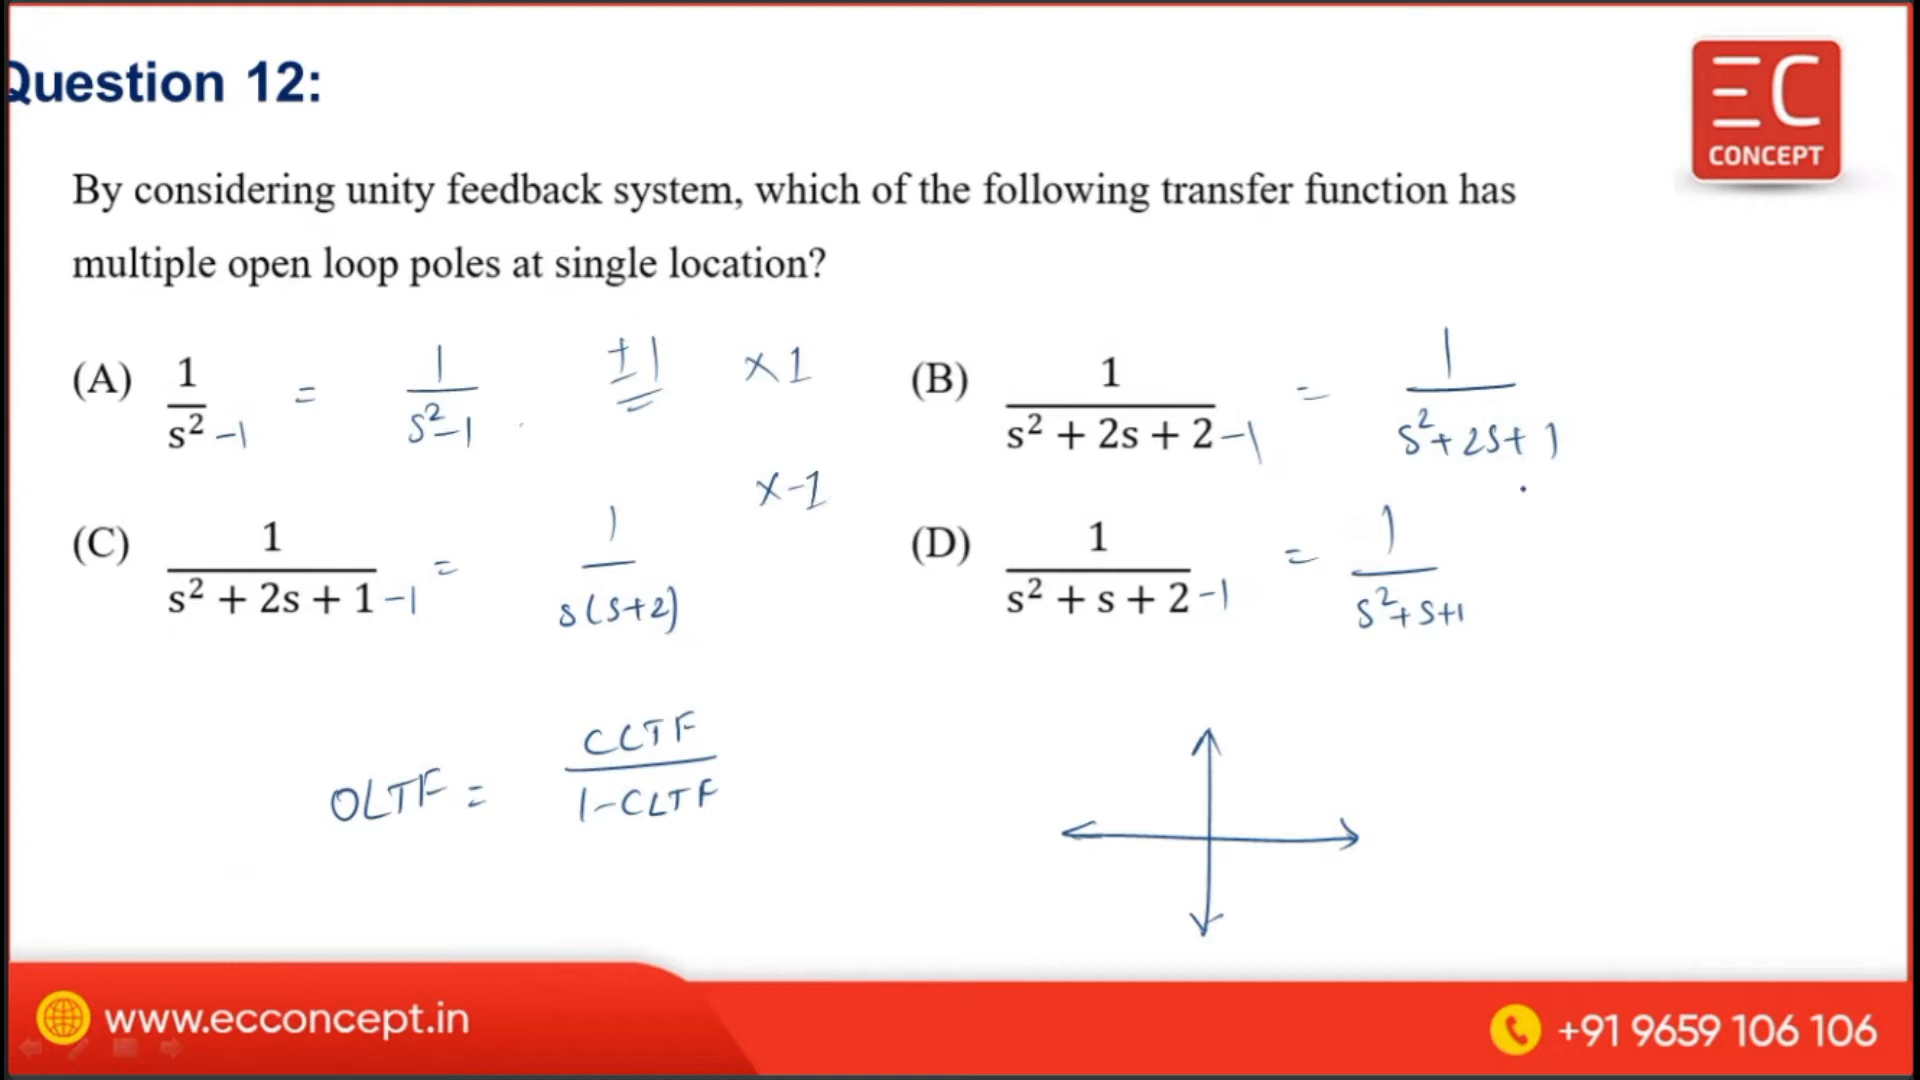 Question 12:
EC
CONCEPT
By considering unity feedback system, which of the following transfer function has
multiple open loop poles at single location?
(A) 1/s² -1 = 1/s²-1 ±1 ×1
×-1
(B) 1/s² + 2s + 2 -1 = 1/s²+2s+1
(C) 1/s² + 2s + 1 -1 = 1/s(s+2)
(D) 1/s² + s + 2 -1 = 1/s²+s+1
OLTF = CLTF/1-CLTF
www.ecconcept.in
+91 9659 106 106